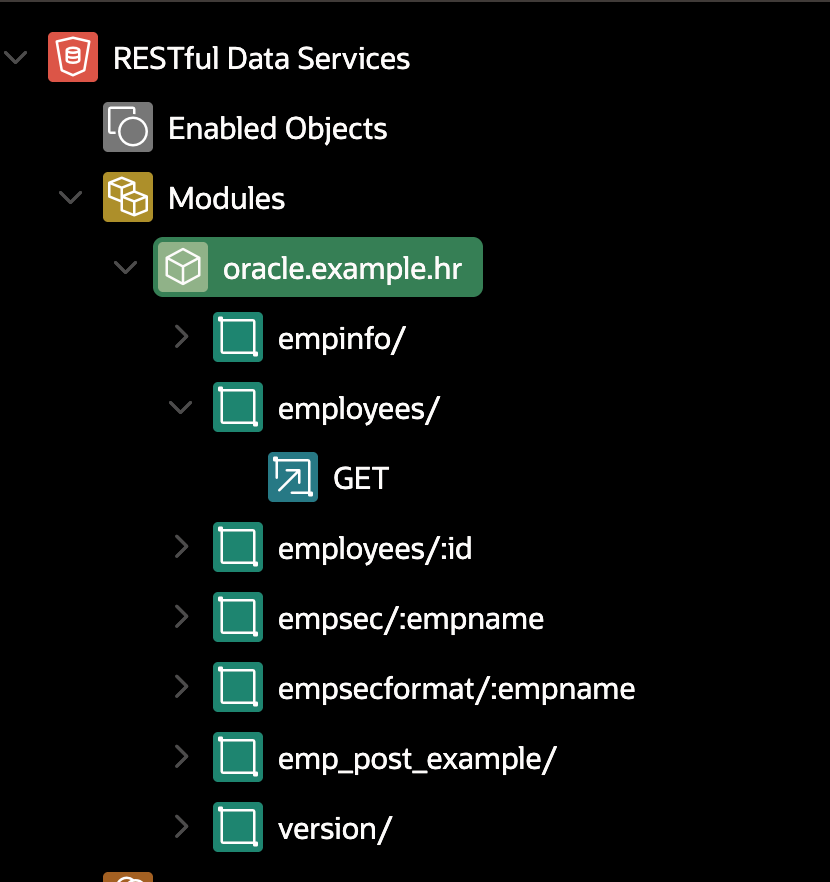 RESTful Data Services
Enabled Objects
Modules
oracle.example.hr
empinfo/
employees/
GET
employees/:id
empsec/:empname
empsecformat/:empname
emp_post_example/
version/